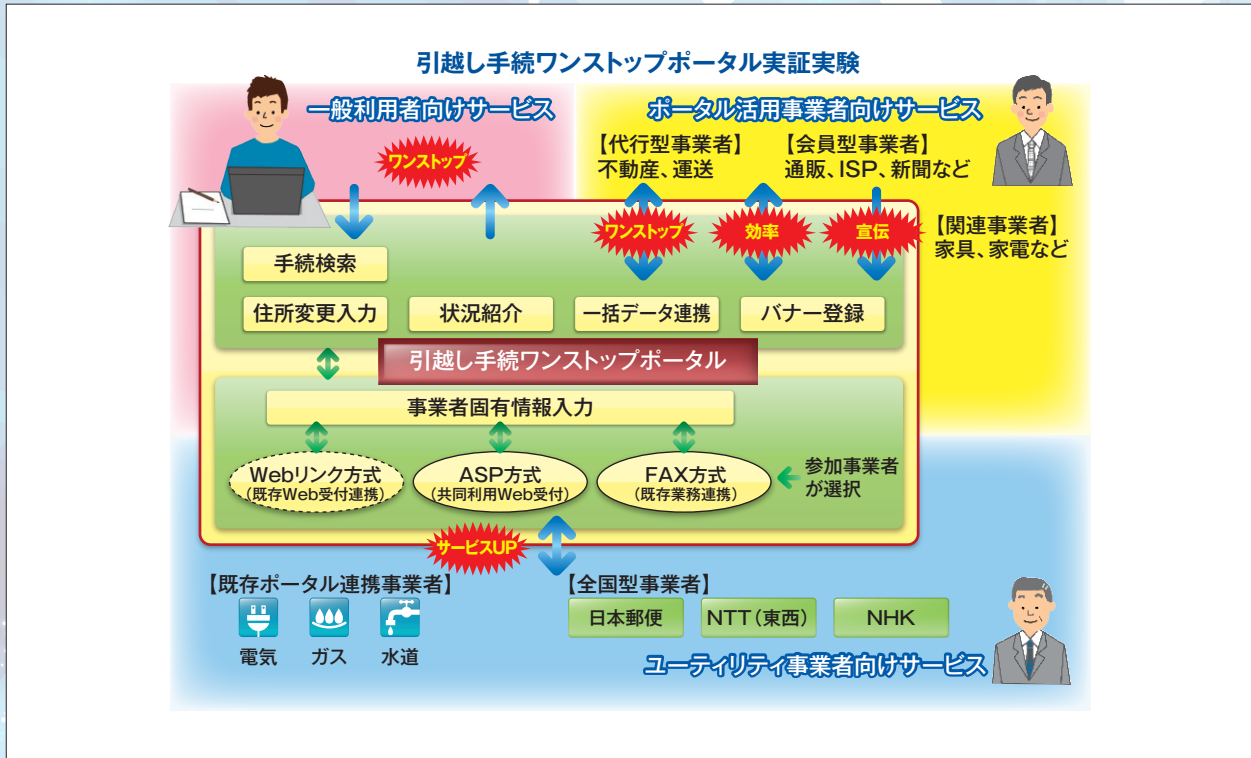 引越し手続ワンストップポータル実証実験
一般利用者向けサービス
ポータル活用事業者向けサービス
ワンストップ
【代行型事業者】
不動産、運送
【会員型事業者】
通販、ISP、新聞など
ワンストップ
効率
宣伝
【関連事業者】
家具、家電など
手続検索
住所変更入力
状況紹介
一括データ連携
バナー登録
引越し手続ワンストップポータル
事業者固有情報入力
Webリンク方式
(既存Web受付連携)
ASP方式
(共同利用Web受付)
FAX方式
(既存業務連携)
参加事業者
が選択
サービスUP
【既存ポータル連携事業者】
電気
ガス
水道
【全国型事業者】
日本郵便
NTT(東西)
NHK
ユーティリティ事業者向けサービス